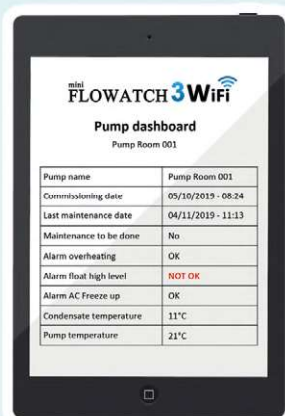 mini
FLOWATCH 3 WiFi
Pump dashboard
Pump Room 001
Pump name Pump Room 001
Commissioning date 05/10/2019 - 08:24
Last maintenance date 04/11/2019 - 11:13
Maintenance to be done No
Alarm overheating OK
Alarm float high level NOT OK
Alarm AC Freeze up OK
Condensate temperature 11°C
Pump temperature 21°C